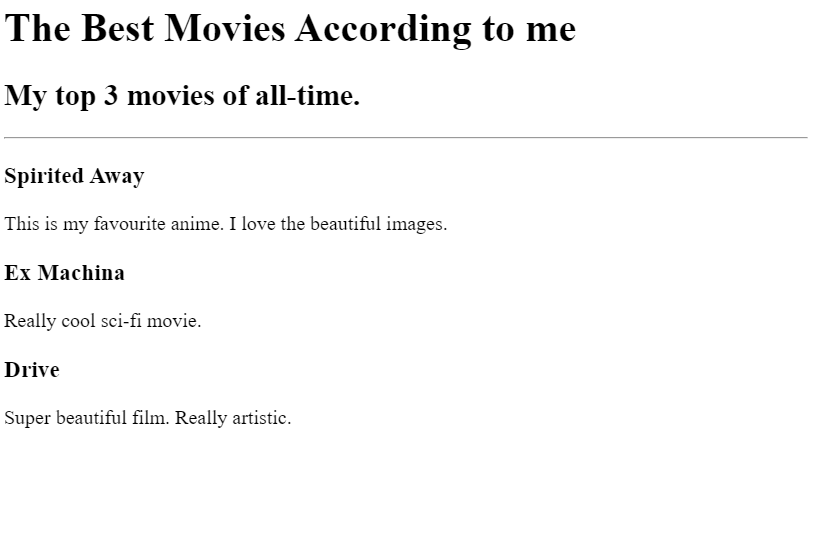 The Best Movies According to me
My top 3 movies of all-time.
Spirited Away
This is my favourite anime. I love the beautiful images.
Ex Machina
Really cool sci-fi movie.
Drive
Super beautiful film. Really artistic.